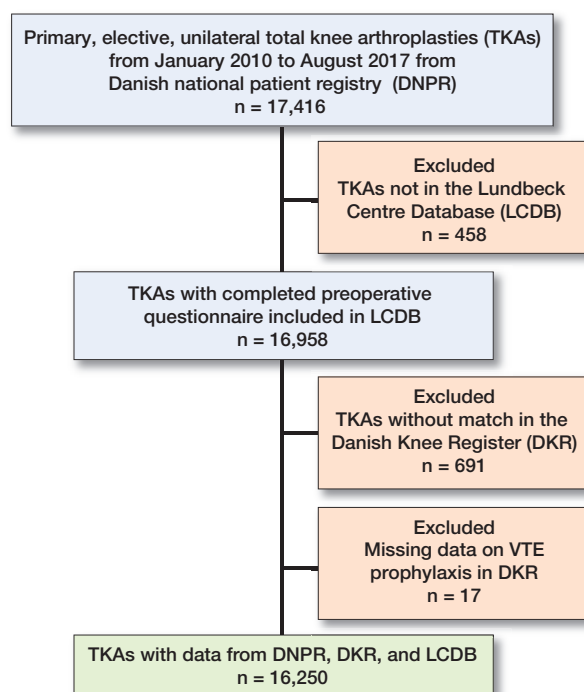 Primary, elective, unilateral total knee arthroplasties (TKAs)
from January 2010 to August 2017 from
Danish national patient registry (DNPR)
n = 17,416
Excluded
TKAs not in the Lundbeck
Centre Database (LCDB)
n = 458
TKAs with completed preoperative
questionnaire included in LCDB
n = 16,958
Excluded
TKAs without match in the
Danish Knee Register (DKR)
n = 691
Excluded
Missing data on VTE
prophylaxis in DKR
n = 17
TKAs with data from DNPR, DKR, and LCDB
n = 16,250